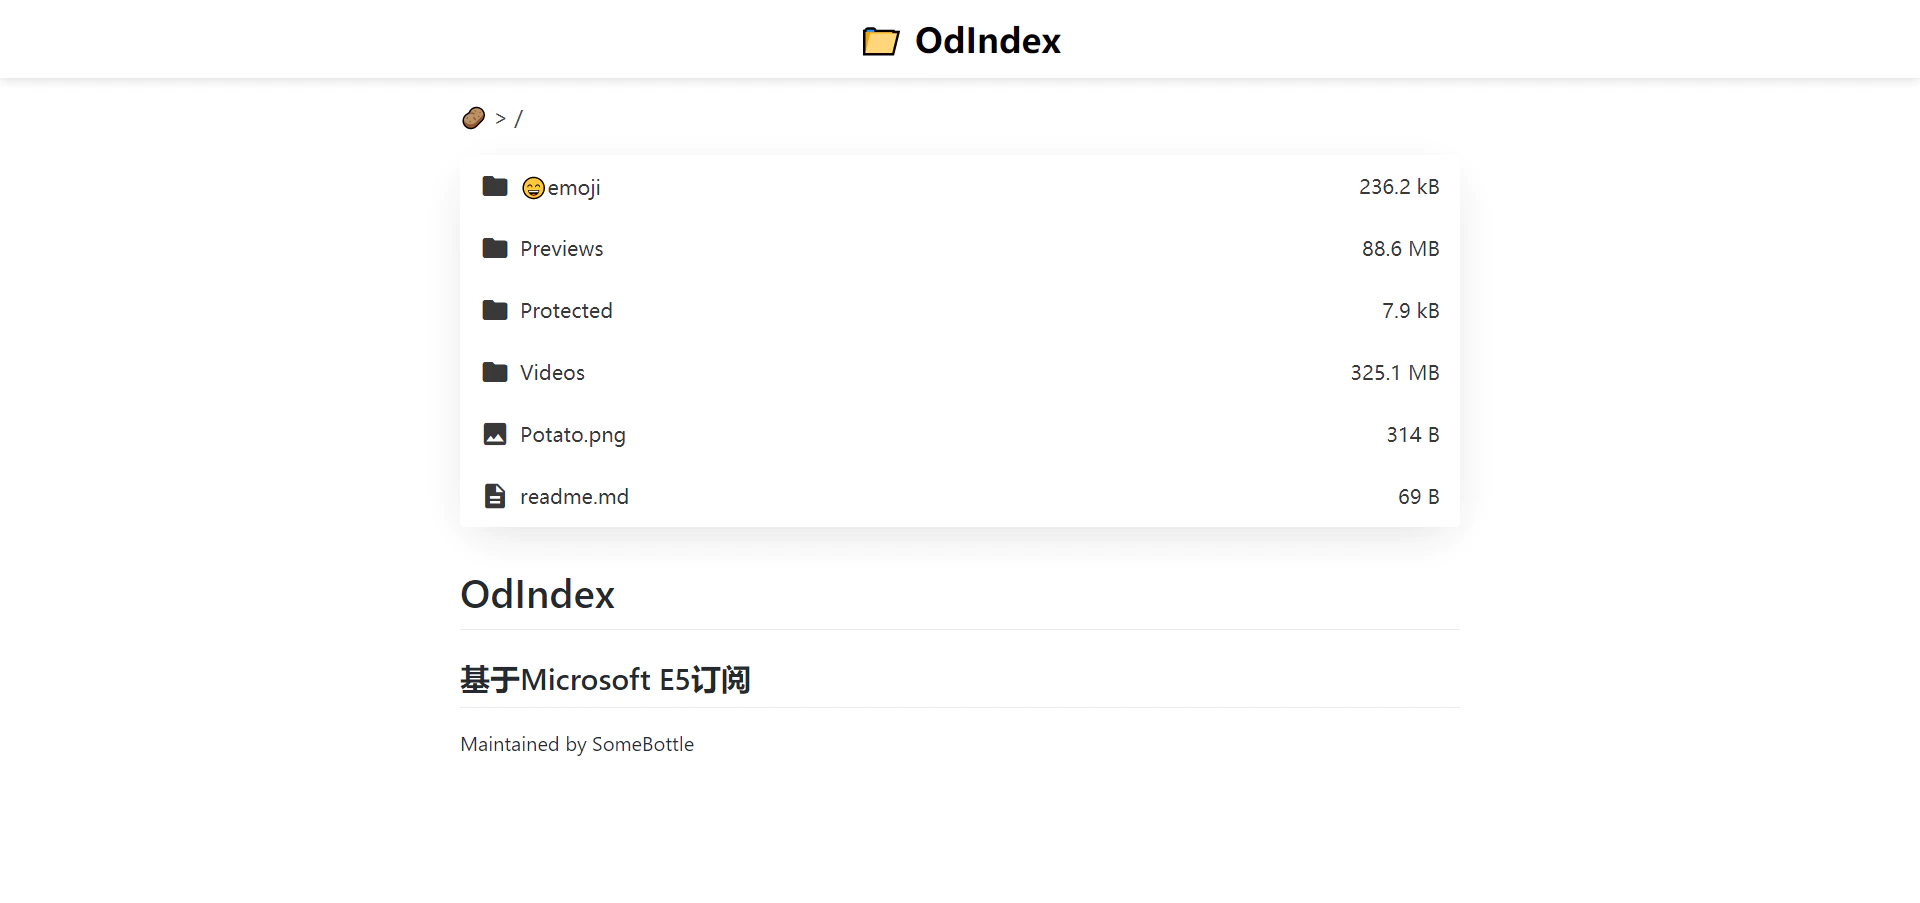 📂 OdIndex
🥔 > /
😄emoji 236.2 kB
Previews 88.6 MB
Protected 7.9 kB
Videos 325.1 MB
Potato.png 314 B
readme.md 69 B
OdIndex
基于Microsoft E5订阅
Maintained by SomeBottle